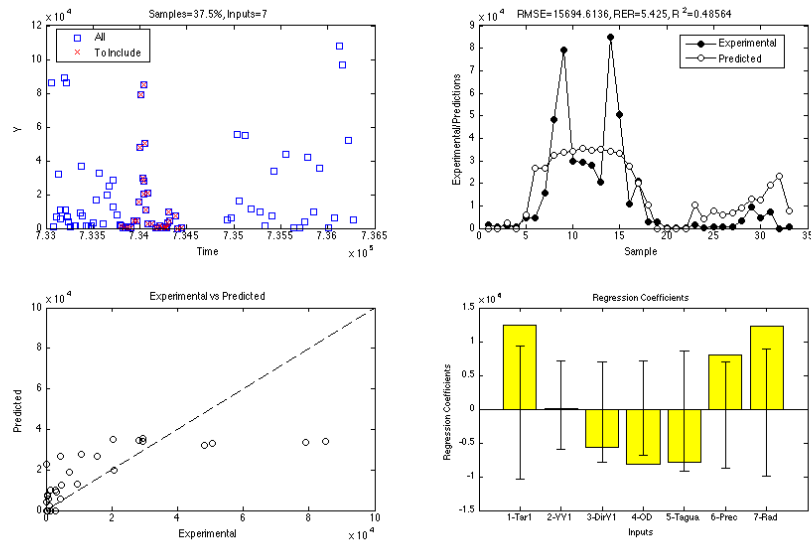 Samples=37.5%, Inputs=7
x 10^4
12
10
8
6
4
2
0
Y
All
To Include
7.33
7.335
7.34
7.345
7.35
7.355
7.36
7.365
x 10^5
Time
RMSE=15694.6136, RER=5.425, R^2=0.48564
x 10^4
9
8
7
6
5
4
3
2
1
0
Experimental/Predictions
Experimental
Predicted
0
5
10
15
20
25
30
35
Sample
Experimental vs Predicted
x 10^4
10
8
6
4
2
0
Predicted
0
2
4
6
8
10
x 10^4
Experimental
Regression Coefficients
x 10^4
1.5
1
0.5
0
-0.5
-1
-1.5
Regression Coefficients
1-Tar1
2-YY1
3-DirY1
4-OD
5-Tagua
6-Prec
7-Rad
Inputs